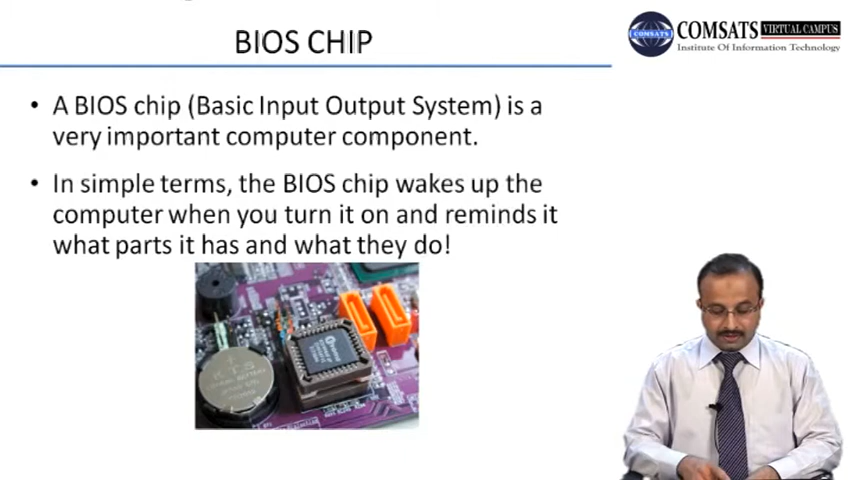 BIOS CHIP
COMSATS VIRTUAL CAMPUS
(COMSATS)
Institute Of Information Technology
• A BIOS chip (Basic Input Output System) is a
very important computer component.
• In simple terms, the BIOS chip wakes up the
computer when you turn it on and reminds it
what parts it has and what they do!
KTS